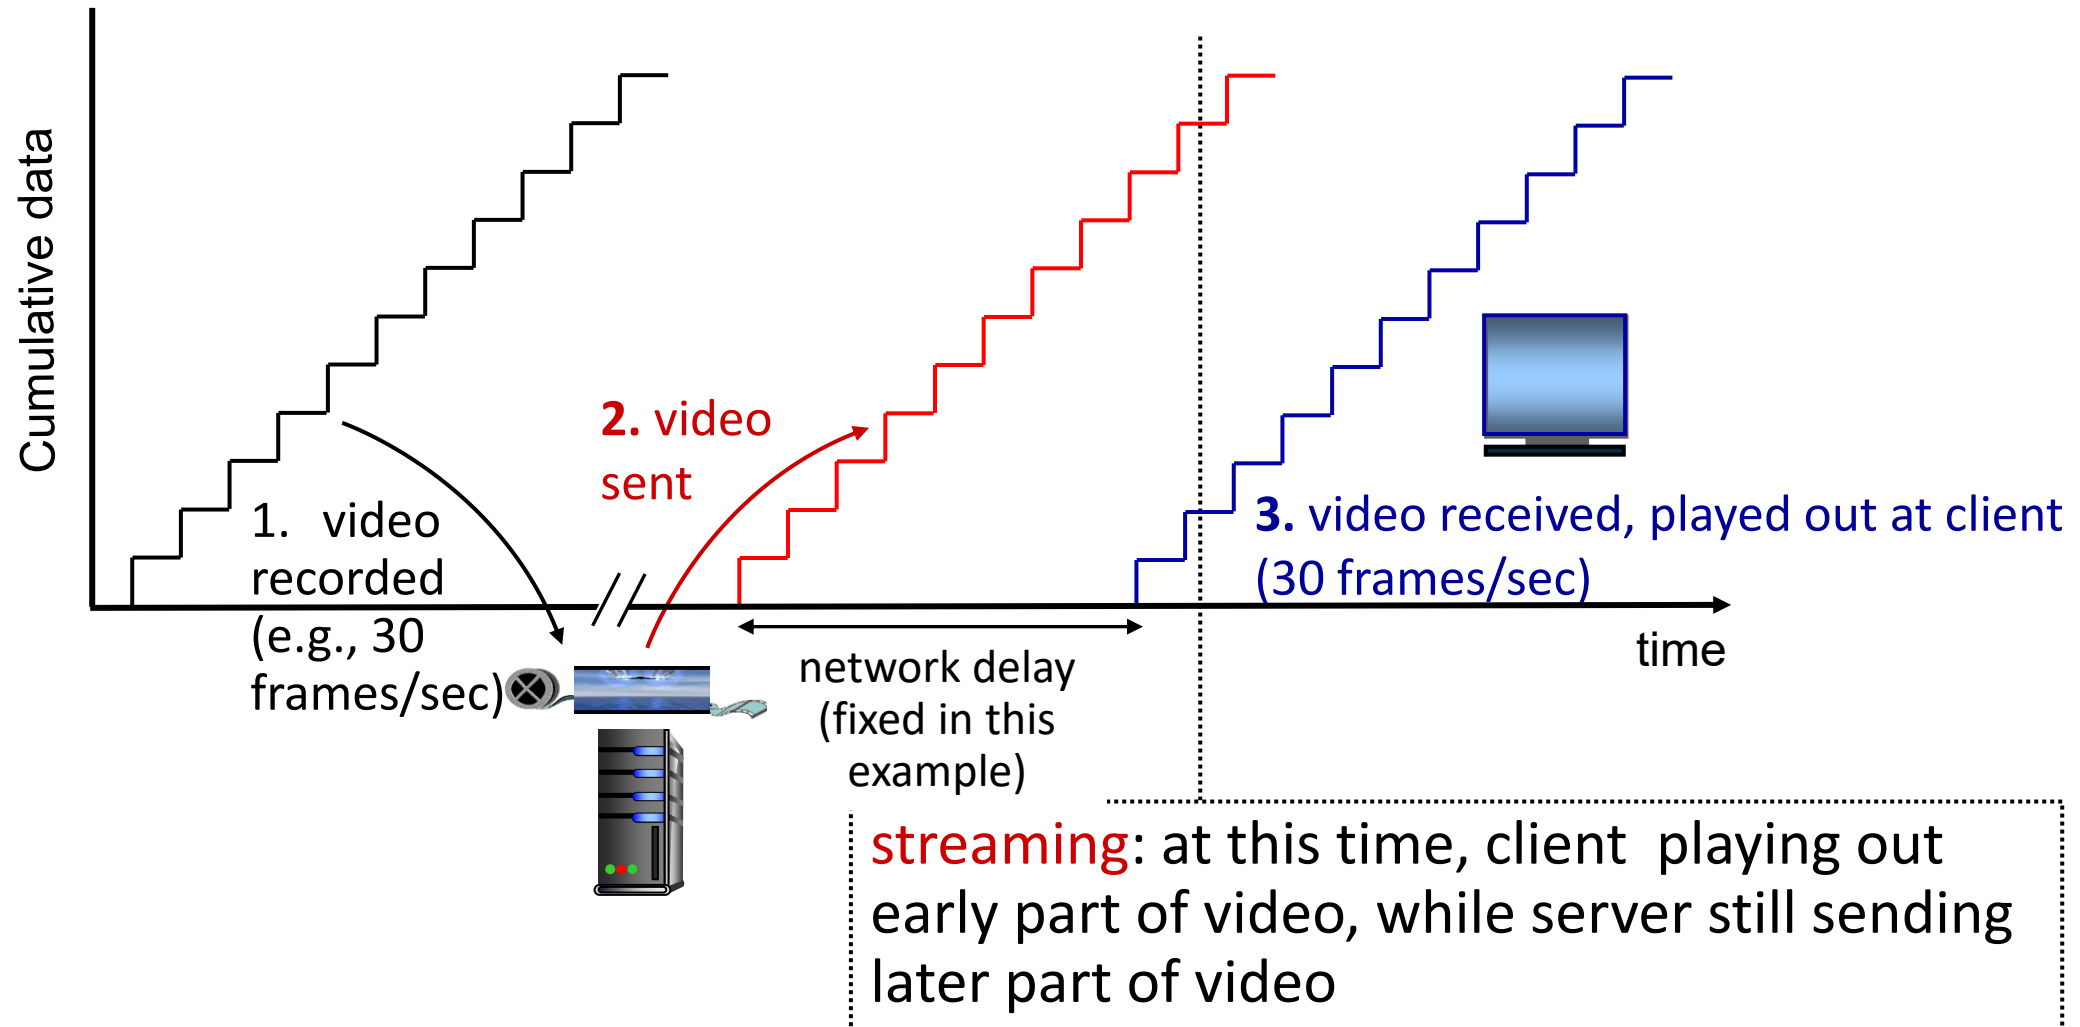 Cumulative data
1. video
recorded
(e.g., 30
frames/sec)
2. video
sent
3. video received, played out at client
(30 frames/sec)
time
network delay
(fixed in this
example)
streaming: at this time, client playing out
early part of video, while server still sending
later part of video